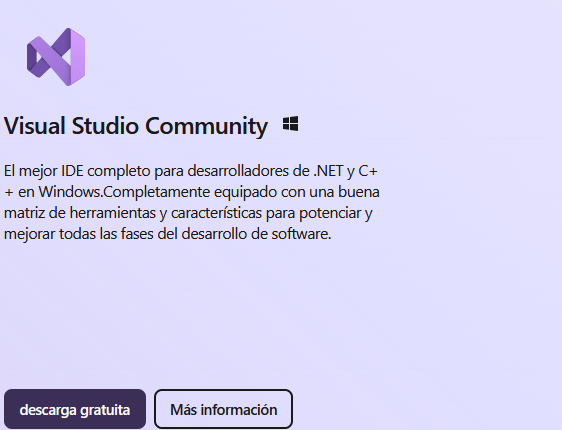 Visual Studio Community
El mejor IDE completo para desarrolladores de .NET y C+
+ en Windows.Completamente equipado con una buena
matriz de herramientas y características para potenciar y
mejorar todas las fases del desarrollo de software.
descarga gratuita
Más información